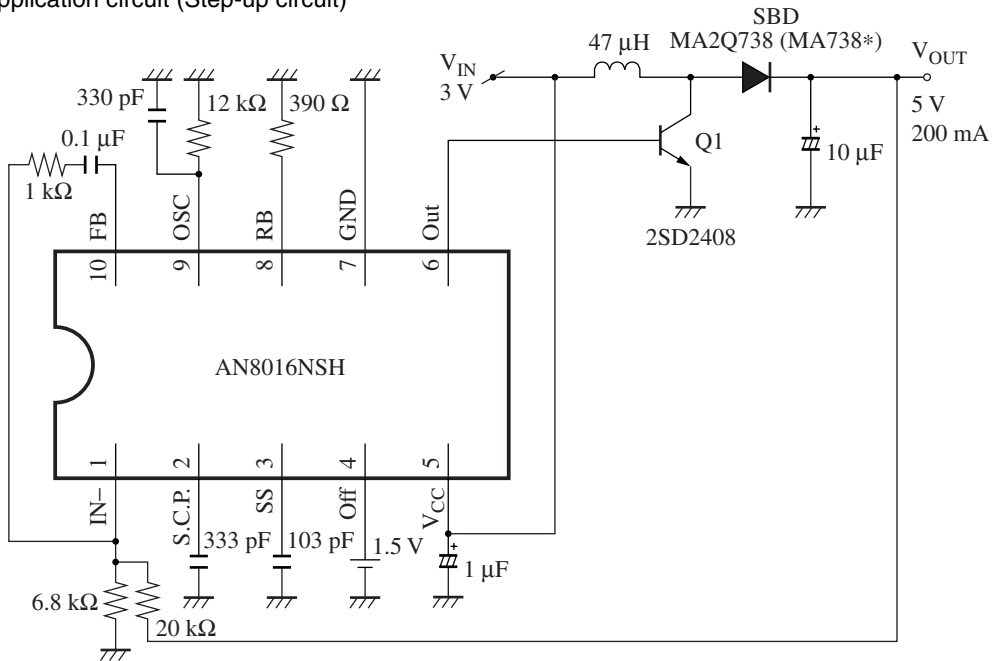 pplication circuit (Step-up circuit)
SBD
MA2Q738 (MA738*)
47 µH
VIN
3 V
VOUT
5 V
200 mA
330 pF
12 kΩ
390 Ω
0.1 µF
1 kΩ
Q1
10 µF
2SD2408
FB
OSC
RB
GND
Out
10
9
8
7
6
AN8016NSH
1
2
3
4
5
IN−
S.C.P.
SS
Off
VCC
333 pF
103 pF
1.5 V
1 µF
6.8 kΩ
20 kΩ